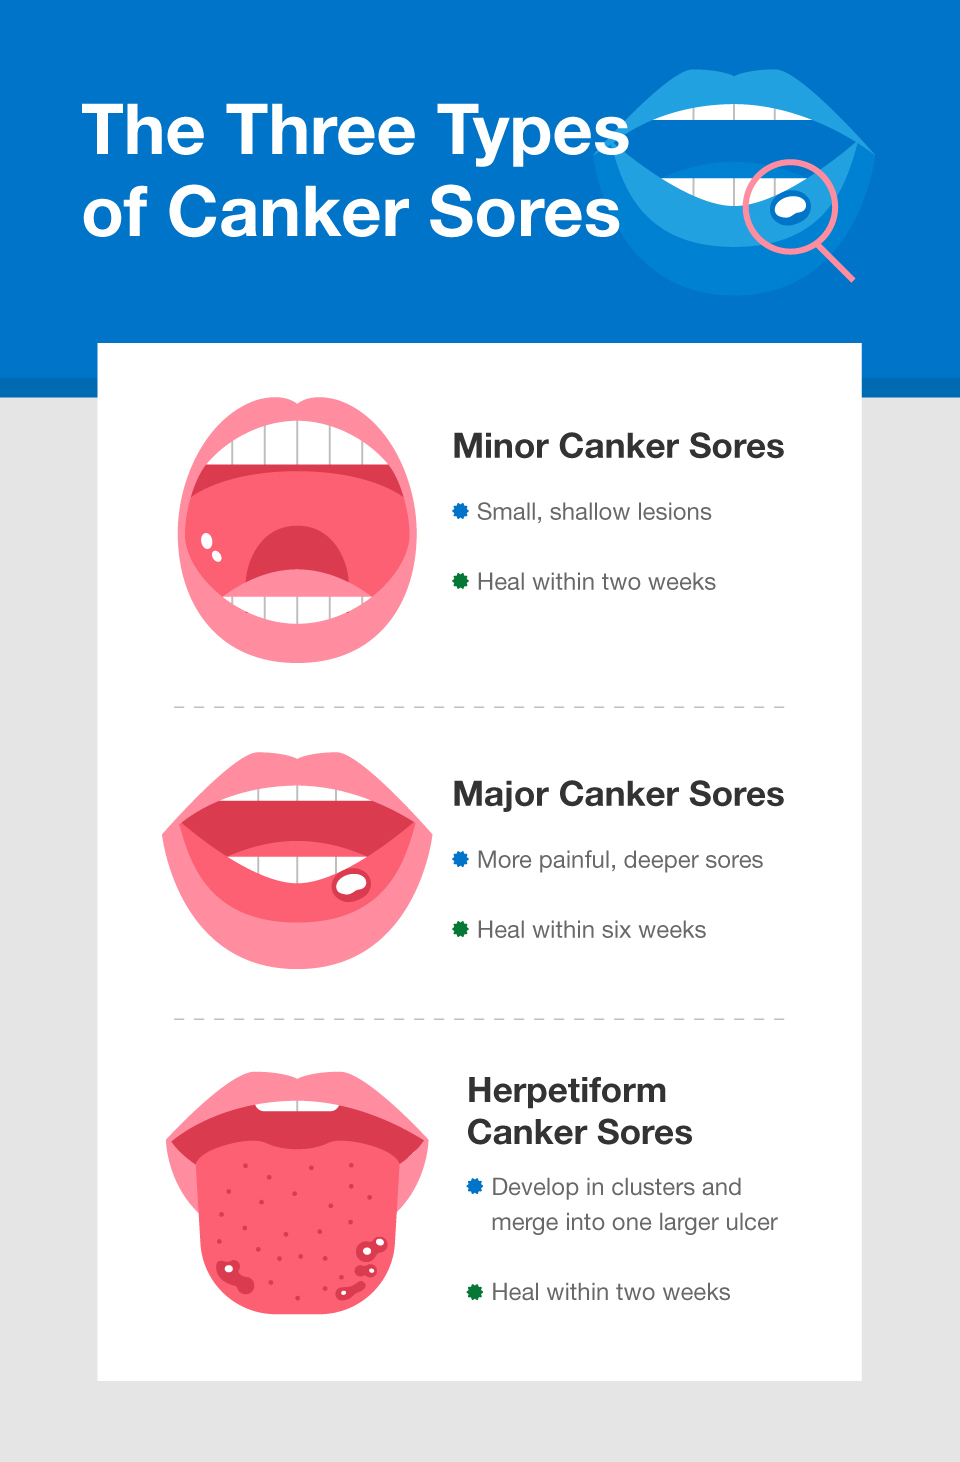 The Three Types
of Canker Sores
Minor Canker Sores
Small, shallow lesions
Heal within two weeks
Major Canker Sores
More painful, deeper sores
Heal within six weeks
Herpetiform
Canker Sores
Develop in clusters and
merge into one larger ulcer
Heal within two weeks